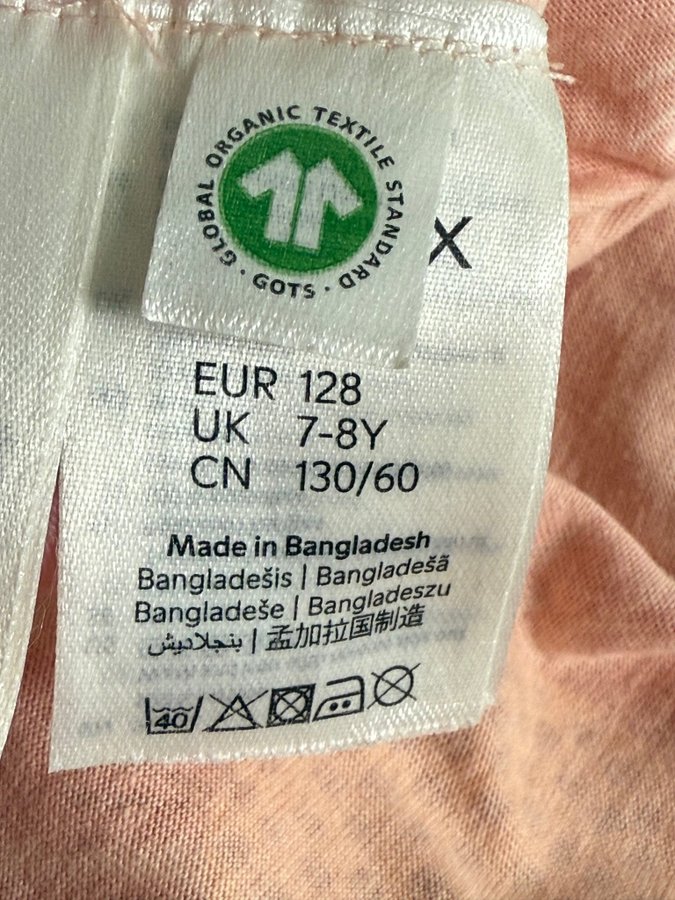 GLOBAL ORGANIC TEXTILE STANDARD · GOTS ·
X
EUR 128
UK 7-8Y
CN 130/60
Made in Bangladesh
Bangladešis | Bangladešā
Bangladeše | Bangladeszu
بنجلاديش | 孟加拉国制造
40